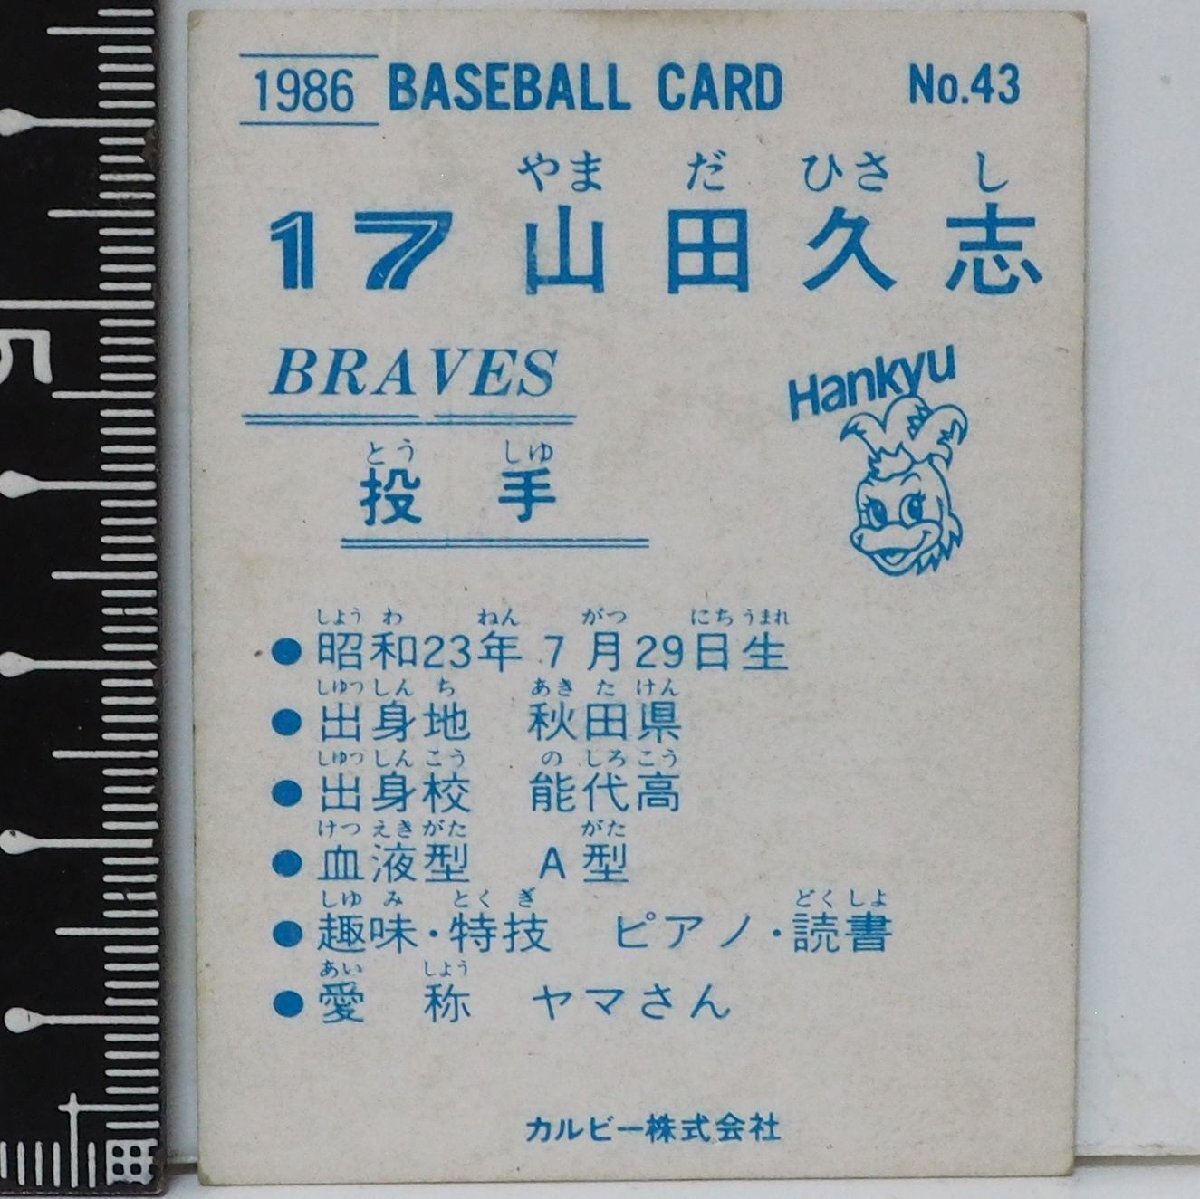 1986 BASEBALL CARD No.43
やま だ ひさ し
17 山田久志
BRAVES
Hankyu
とう しゅ
投手
しょう わ ねん がつ にち うまれ
●昭和23年7月29日生
しゅっ しん ち あき た けん
●出身地 秋田県
しゅっ しん こう の しろ こう
●出身校 能代高
けつ えき がた がた
●血液型 A型
しゅ み とく ぎ どく しょ
●趣味・特技 ピアノ・読書
あい しょう
●愛称 ヤマさん
カルビー株式会社
5